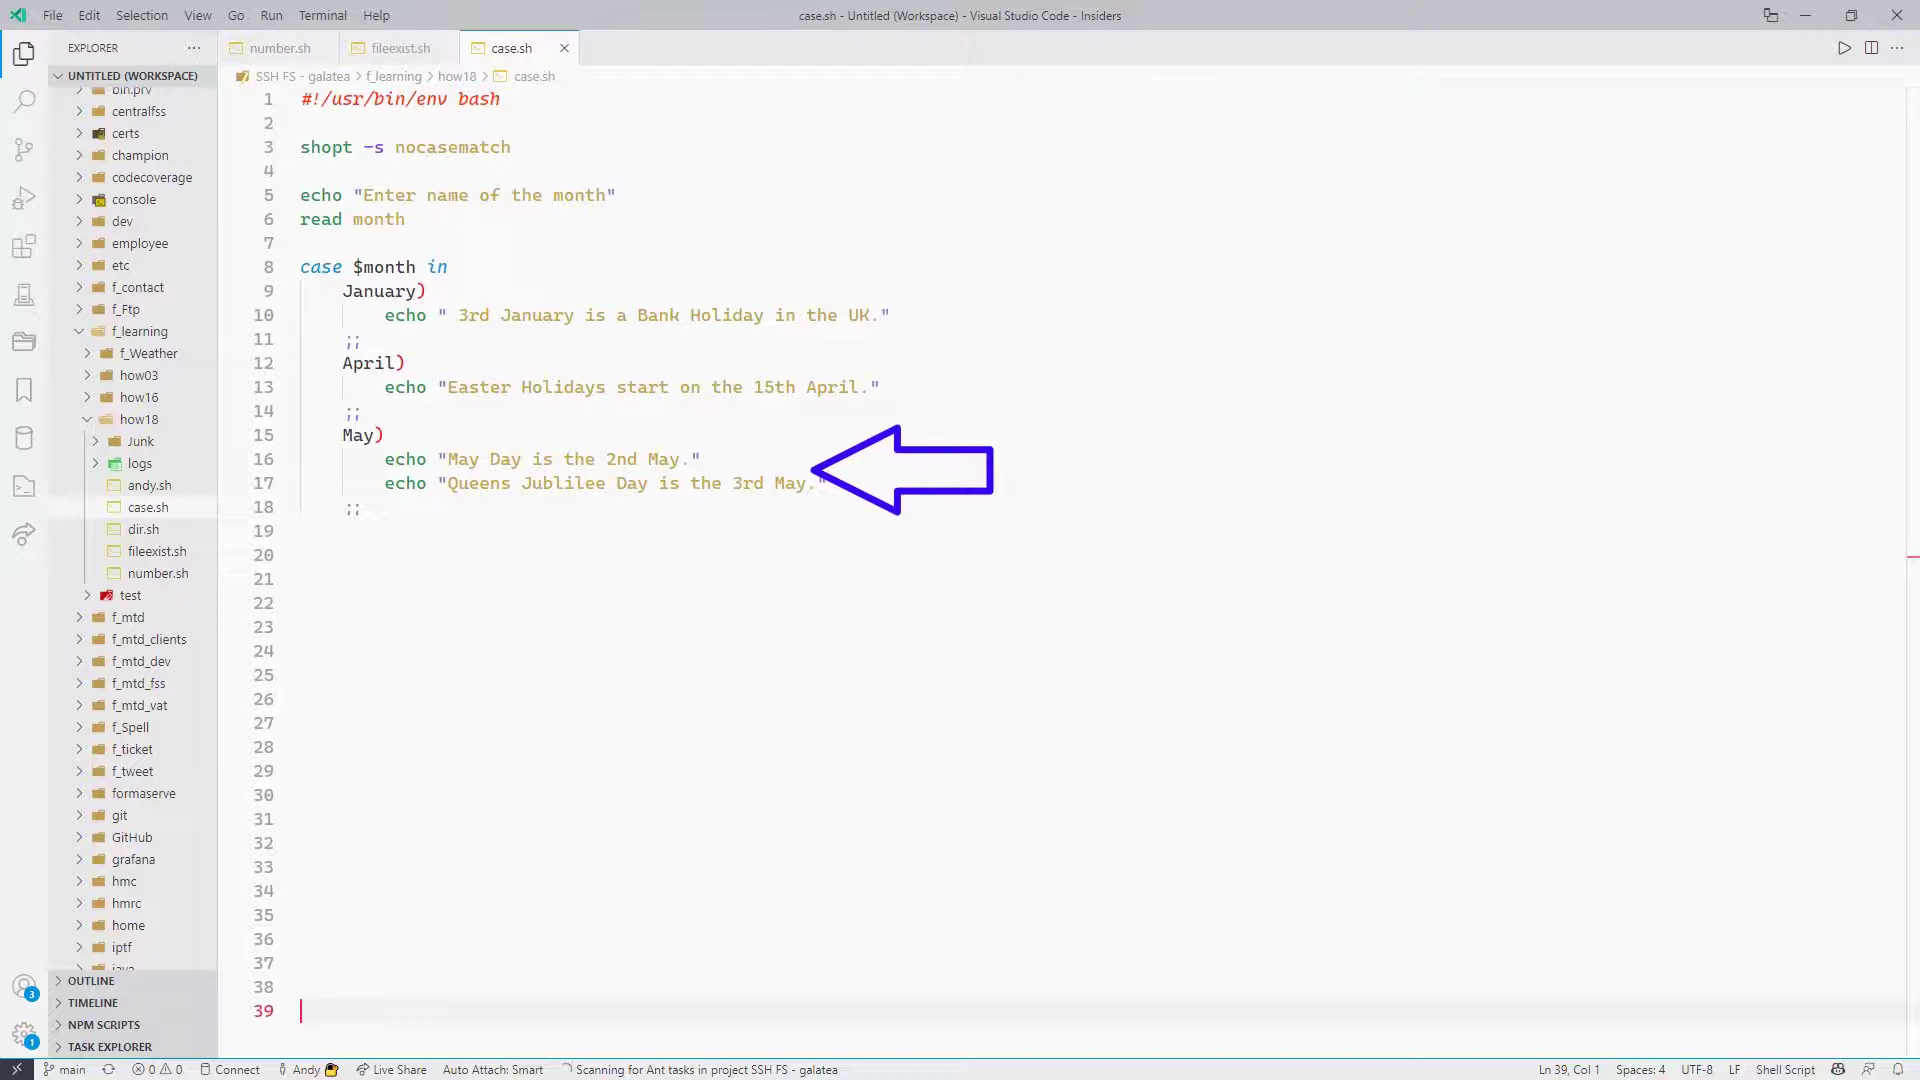 File Edit Selection View Go Run Terminal Help
case.sh - Untitled (Workspace) - Visual Studio Code - Insiders
EXPLORER
number.sh
fileexist.sh
case.sh
UNTITLED (WORKSPACE)
SSH FS - galatea > f_learning > how18 > case.sh
bin.prv
centralfss
certs
champion
codecoverage
console
dev
employee
etc
f_contact
f_Ftp
f_learning
f_Weather
how03
how16
how18
Junk
logs
andy.sh
case.sh
dir.sh
fileexist.sh
number.sh
test
f_mtd
f_mtd_clients
f_mtd_dev
f_mtd_fss
f_mtd_vat
f_Spell
f_ticket
f_tweet
formaserve
git
GitHub
grafana
hmc
hmrc
home
iptf
java
OUTLINE
TIMELINE
NPM SCRIPTS
TASK EXPLORER
3
1
1 #!/usr/bin/env bash
2
3 shopt -s nocasematch
4
5 echo "Enter name of the month"
6 read month
7
8 case $month in
9 January)
10 echo " 3rd January is a Bank Holiday in the UK."
11 ;;
12 April)
13 echo "Easter Holidays start on the 15th April."
14 ;;
15 May)
16 echo "May Day is the 2nd May."
17 echo "Queens Jublilee Day is the 3rd May."
18 ;;
19
20
21
22
23
24
25
26
27
28
29
30
31
32
33
34
35
36
37
38
39
main 0 0 Connect Andy Live Share Auto Attach: Smart Scanning for Ant tasks in project SSH FS - galatea Ln 39, Col 1 Spaces: 4 UTF-8 LF Shell Script